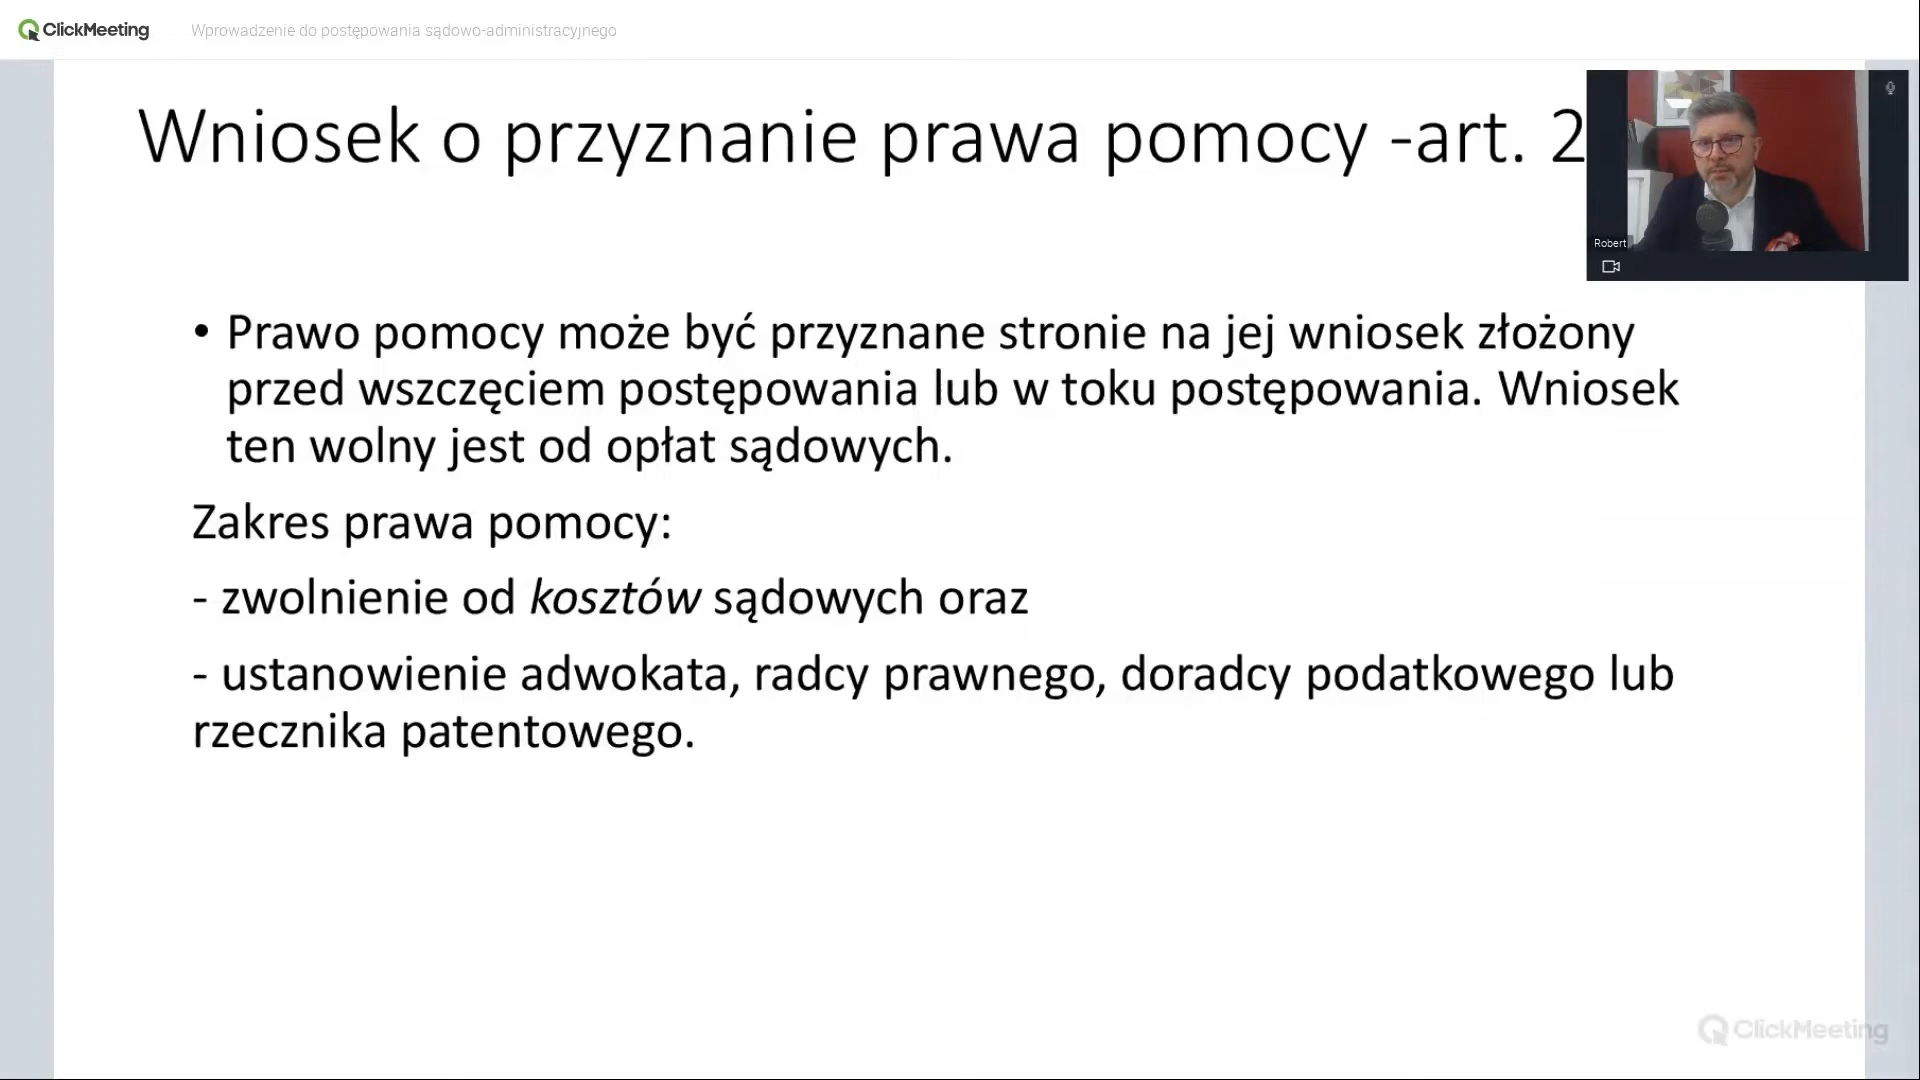 ClickMeeting Wprowadzenie do postępowania sądowo-administracyjnego
Wniosek o przyznanie prawa pomocy -art. 2
Robert
• Prawo pomocy może być przyznane stronie na jej wniosek złożony
przed wszczęciem postępowania lub w toku postępowania. Wniosek
ten wolny jest od opłat sądowych.
Zakres prawa pomocy:
- zwolnienie od kosztów sądowych oraz
- ustanowienie adwokata, radcy prawnego, doradcy podatkowego lub
rzecznika patentowego.
ClickMeeting